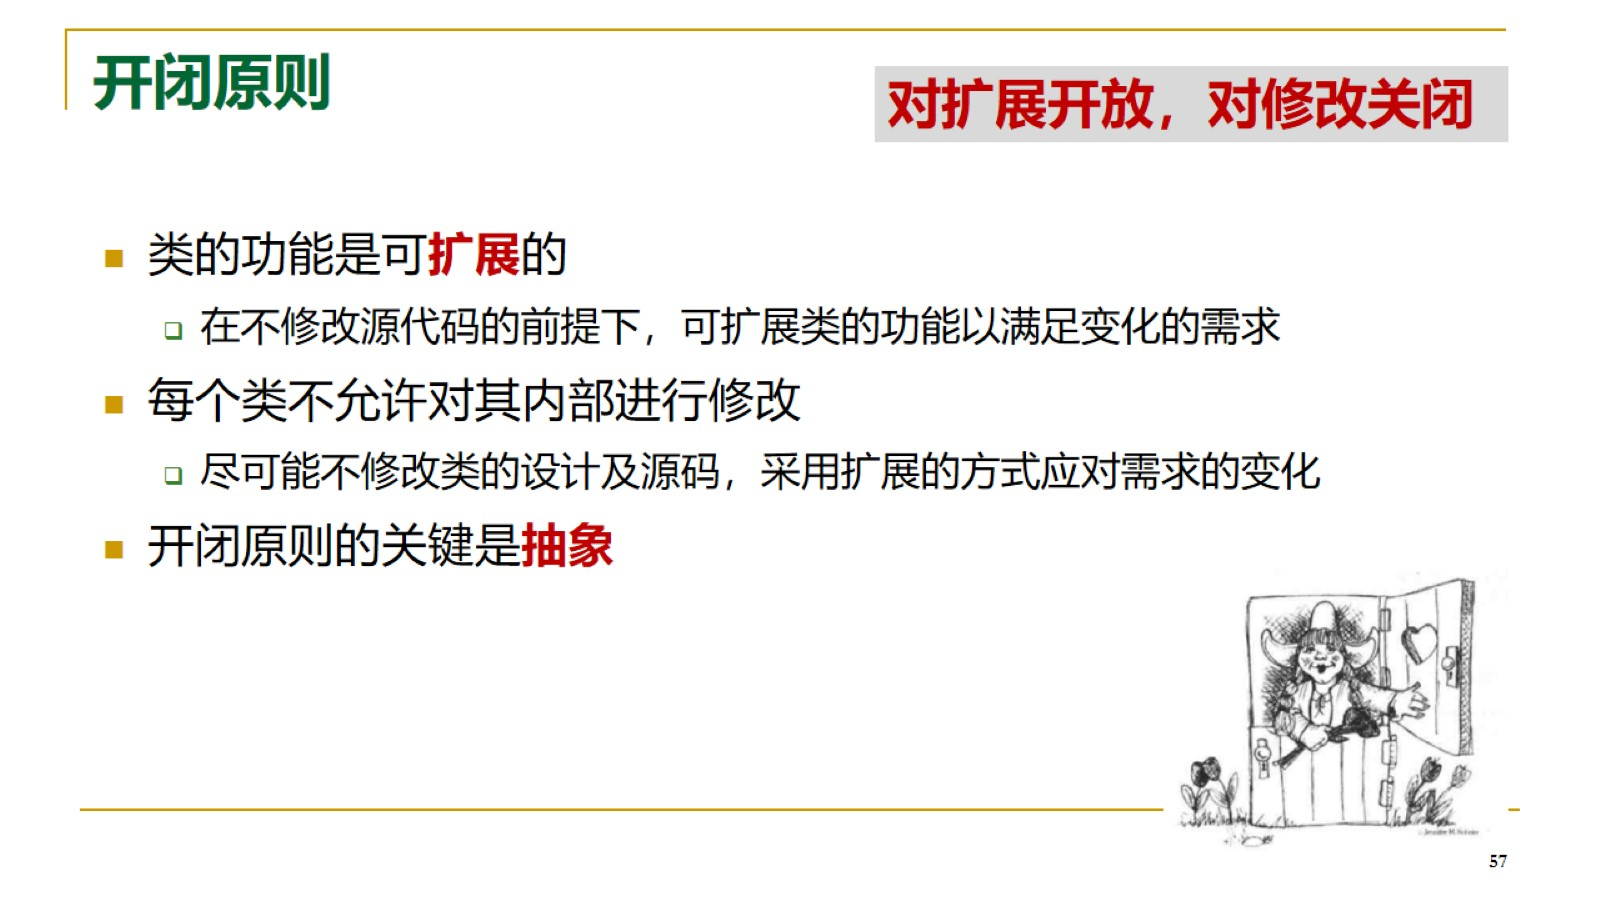 开闭原则
对扩展开放，对修改关闭
类的功能是可扩展的
在不修改源代码的前提下，可扩展类的功能以满足变化的需求
每个类不允许对其内部进行修改
尽可能不修改类的设计及源码，采用扩展的方式应对需求的变化
开闭原则的关键是抽象
57